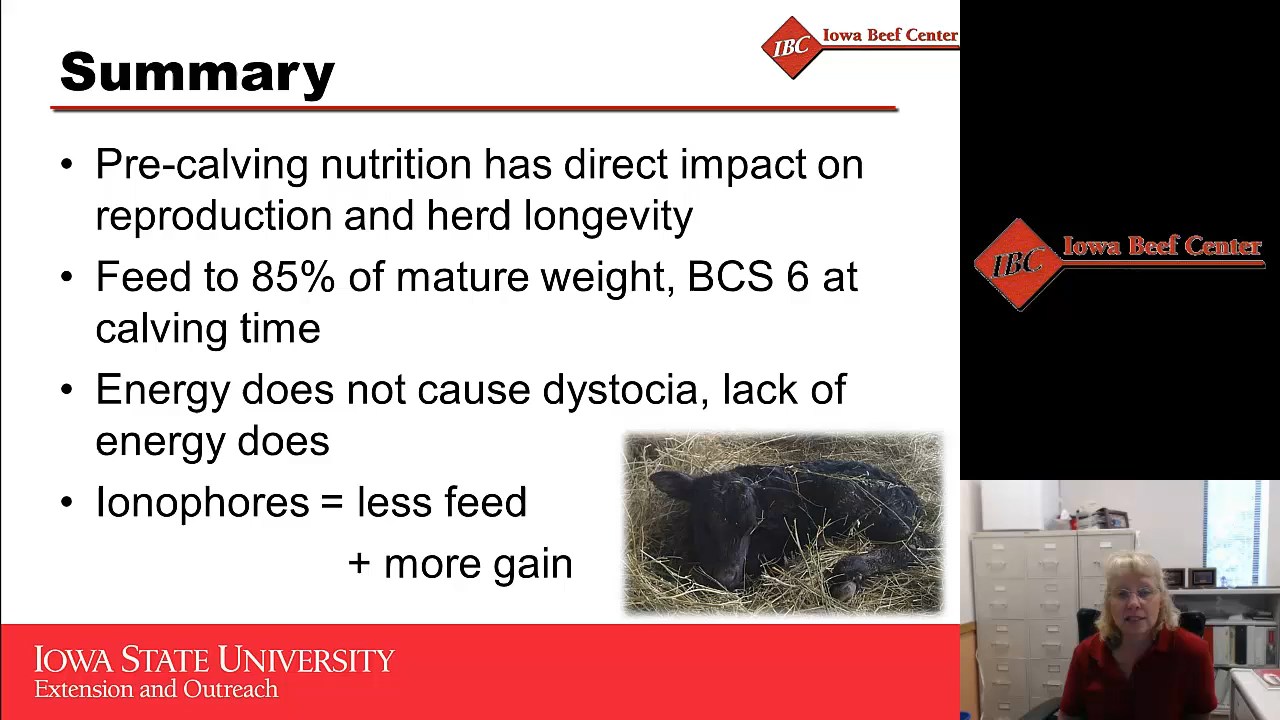 IBC Iowa Beef Center
Summary
• Pre-calving nutrition has direct impact on
reproduction and herd longevity
• Feed to 85% of mature weight, BCS 6 at
calving time
• Energy does not cause dystocia, lack of
energy does
• Ionophores = less feed
+ more gain
IOWA STATE UNIVERSITY
Extension and Outreach
IBC Iowa Beef Center